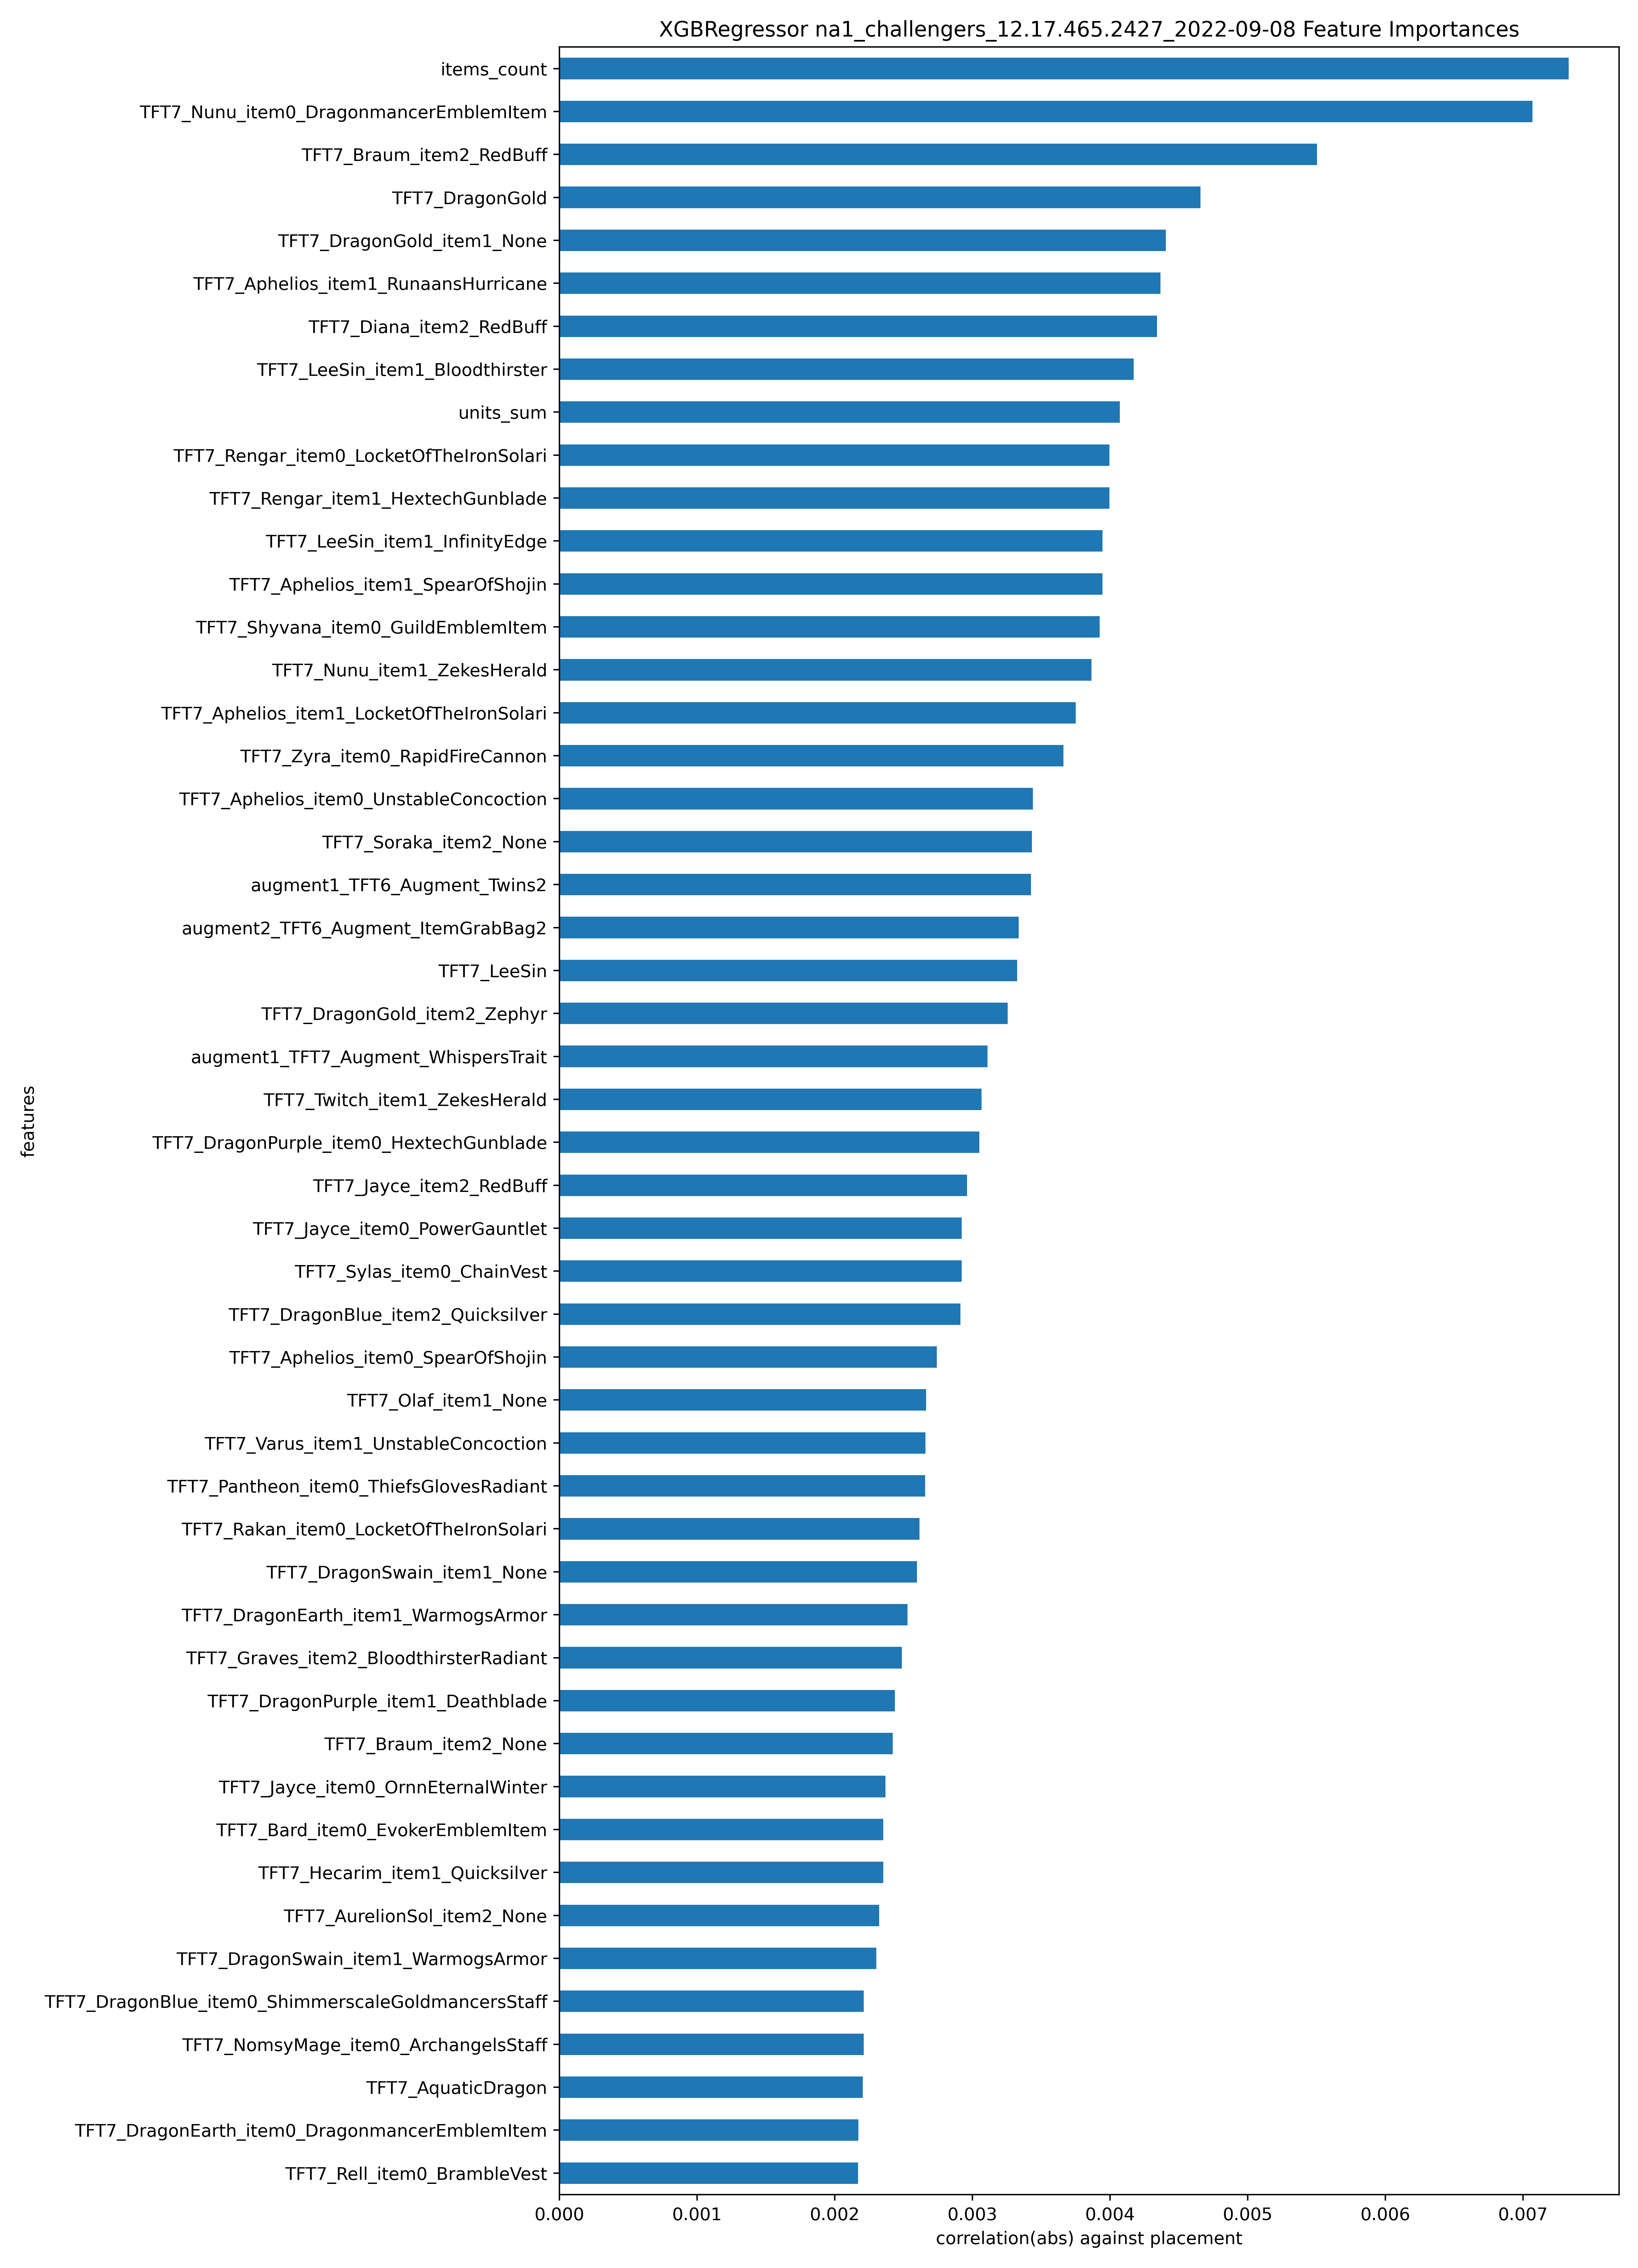 XGBRegressor na1_challengers_12.17.465.2427_2022-09-08 Feature Importances
items_count
TFT7_Nunu_item0_DragonmancerEmblemItem
TFT7_Braum_item2_RedBuff
TFT7_DragonGold
TFT7_DragonGold_item1_None
TFT7_Aphelios_item1_RunaansHurricane
TFT7_Diana_item2_RedBuff
TFT7_LeeSin_item1_Bloodthirster
units_sum
TFT7_Rengar_item0_LocketOfTheIronSolari
TFT7_Rengar_item1_HextechGunblade
TFT7_LeeSin_item1_InfinityEdge
TFT7_Aphelios_item1_SpearOfShojin
TFT7_Shyvana_item0_GuildEmblemItem
TFT7_Nunu_item1_ZekesHerald
TFT7_Aphelios_item1_LocketOfTheIronSolari
TFT7_Zyra_item0_RapidFireCannon
TFT7_Aphelios_item0_UnstableConcoction
TFT7_Soraka_item2_None
augment1_TFT6_Augment_Twins2
augment2_TFT6_Augment_ItemGrabBag2
TFT7_LeeSin
TFT7_DragonGold_item2_Zephyr
augment1_TFT7_Augment_WhispersTrait
TFT7_Twitch_item1_ZekesHerald
TFT7_DragonPurple_item0_HextechGunblade
TFT7_Jayce_item2_RedBuff
TFT7_Jayce_item0_PowerGauntlet
TFT7_Sylas_item0_ChainVest
TFT7_DragonBlue_item2_Quicksilver
TFT7_Aphelios_item0_SpearOfShojin
TFT7_Olaf_item1_None
TFT7_Varus_item1_UnstableConcoction
TFT7_Pantheon_item0_ThiefsGlovesRadiant
TFT7_Rakan_item0_LocketOfTheIronSolari
TFT7_DragonSwain_item1_None
TFT7_DragonEarth_item1_WarmogsArmor
TFT7_Graves_item2_BloodthirsterRadiant
TFT7_DragonPurple_item1_Deathblade
TFT7_Braum_item2_None
TFT7_Jayce_item0_OrnnEternalWinter
TFT7_Bard_item0_EvokerEmblemItem
TFT7_Hecarim_item1_Quicksilver
TFT7_AurelionSol_item2_None
TFT7_DragonSwain_item1_WarmogsArmor
TFT7_DragonBlue_item0_ShimmerscaleGoldmancersStaff
TFT7_NomsyMage_item0_ArchangelsStaff
TFT7_AquaticDragon
TFT7_DragonEarth_item0_DragonmancerEmblemItem
TFT7_Rell_item0_BrambleVest
features
0.000 0.001 0.002 0.003 0.004 0.005 0.006 0.007
correlation(abs) against placement